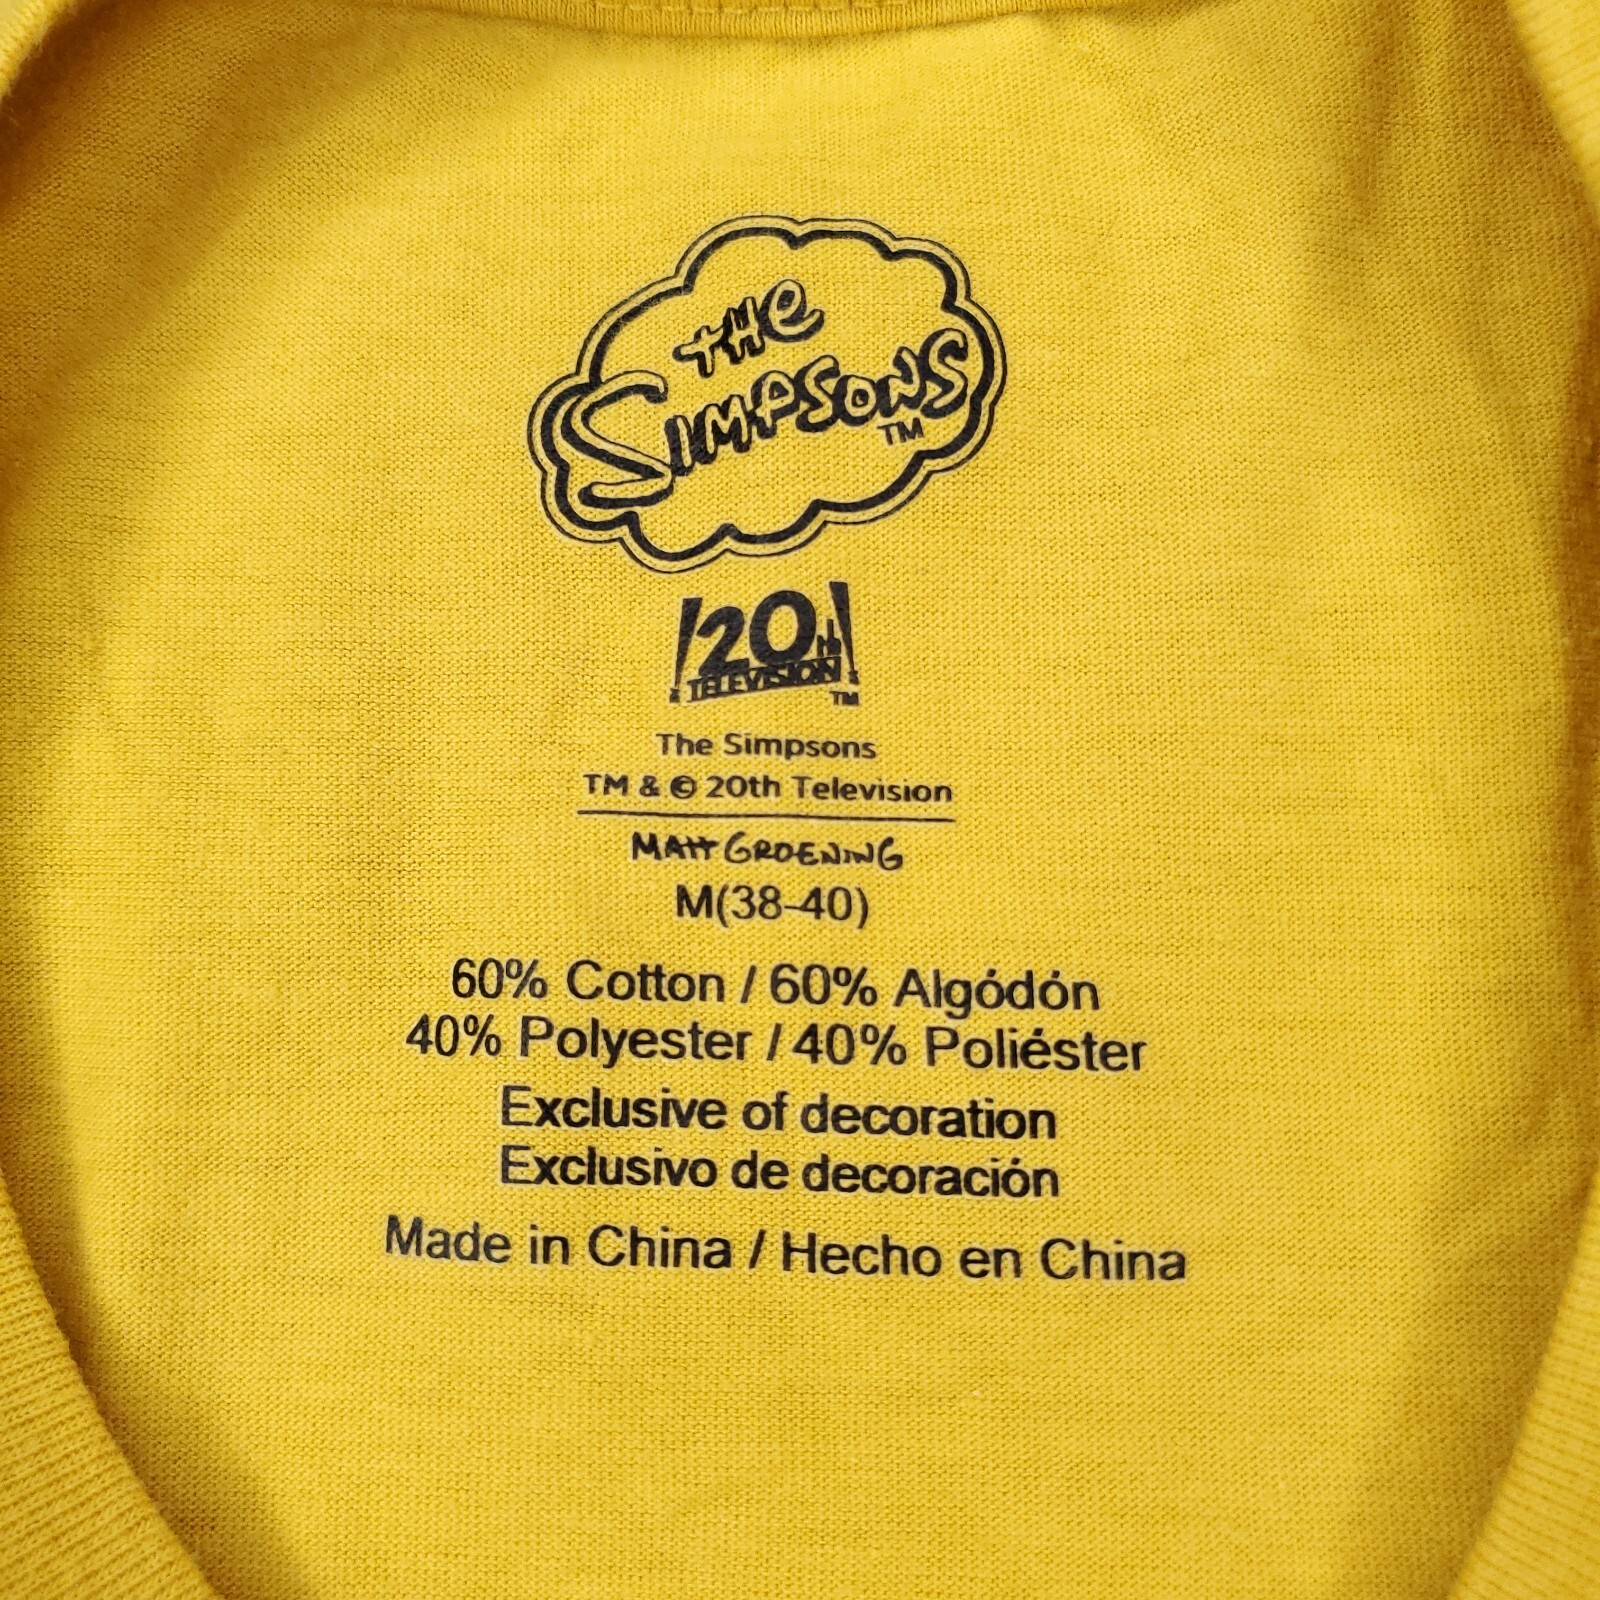 THe
SIMPSONS
TM
20th
TELEVISION
TM
The Simpsons
TM & © 20th Television
MATT GROENING
M(38-40)
60% Cotton / 60% Algódón
40% Polyester / 40% Poliéster
Exclusive of decoration
Exclusivo de decoración
Made in China / Hecho en China